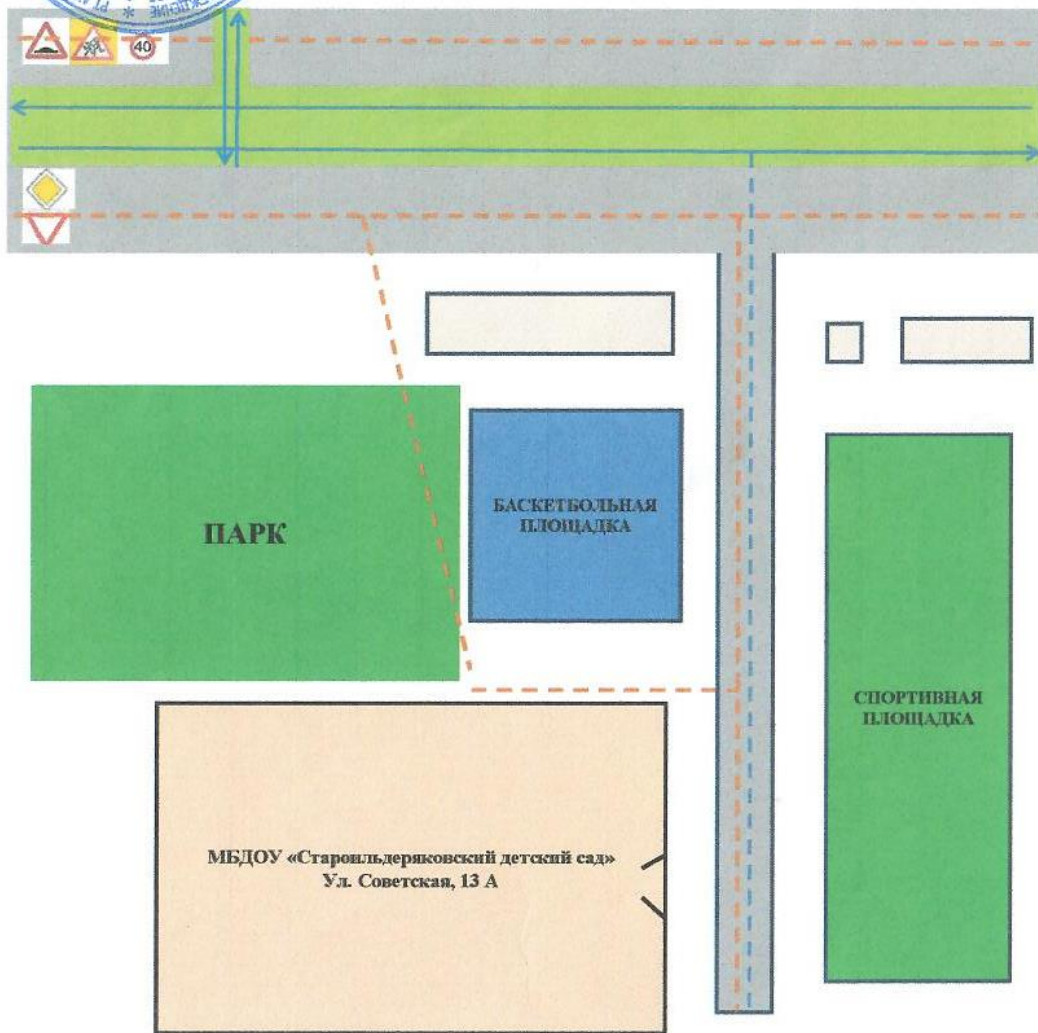 40
ПАРК
БАСКЕТБОЛЬНАЯ
ПЛОЩАДКА
СПОРТИВНАЯ
ПЛОЩАДКА
МБДОУ «Староильдеряковский детский сад»
Ул. Советская, 13 А